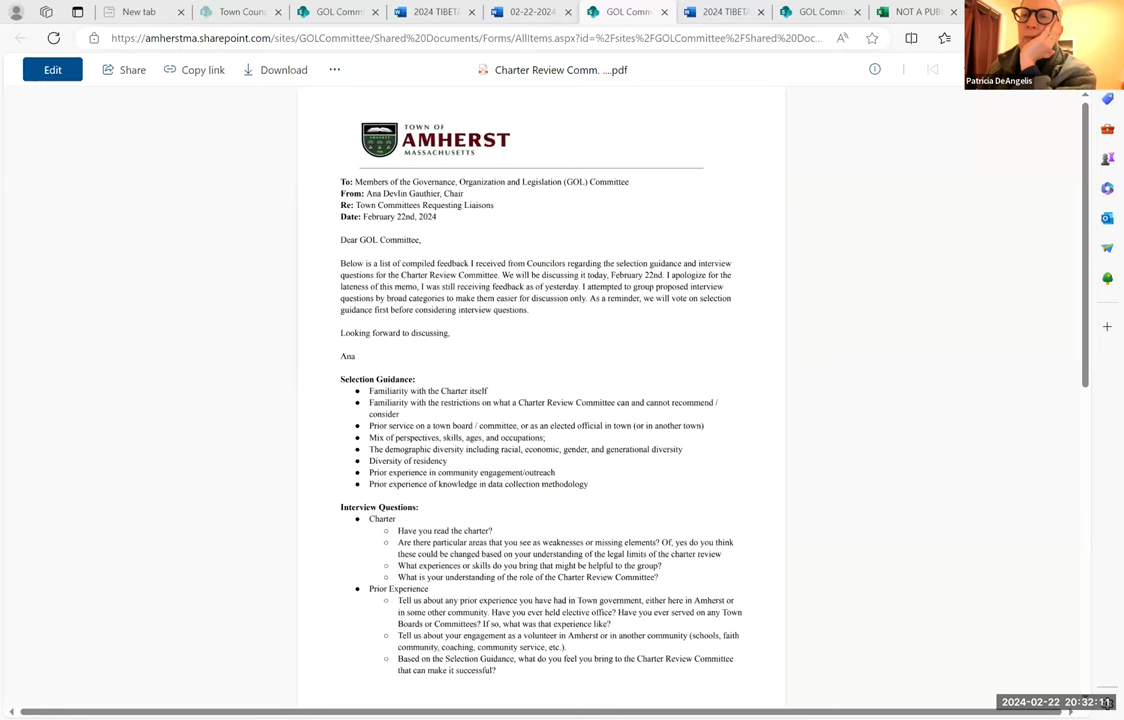 New tab
Town Counc
GOL Commi
2024 TIBETA
02-22-2024
GOL Comm
2024 TIBETA
GOL Comm
NOT A PUBL
https://amherstma.sharepoint.com/sites/GOLCommittee/Shared%20Documents/Forms/AllItems.aspx?id=%2Fsites%2FGOLCommittee%2FShared%20Doc...
Edit
Share
Copy link
Download
Charter Review Comm. ....pdf
Patricia DeAngelis
TOWN OF
AMHERST
MASSACHUSETTS
To: Members of the Governance, Organization and Legislation (GOL) Committee
From: Ana Devlin Gauthier, Chair
Re: Town Committees Requesting Liaisons
Date: February 22nd, 2024
Dear GOL Committee,
Below is a list of compiled feedback I received from Councilors regarding the selection guidance and interview
questions for the Charter Review Committee. We will be discussing it today, February 22nd. I apologize for the
lateness of this memo, I was still receiving feedback as of yesterday. I attempted to group proposed interview
questions by broad categories to make them easier for discussion only. As a reminder, we will vote on selection
guidance first before considering interview questions.
Looking forward to discussing,
Ana
Selection Guidance:
● Familiarity with the Charter itself
● Familiarity with the restrictions on what a Charter Review Committee can and cannot recommend /
consider
● Prior service on a town board / committee, or as an elected official in town (or in another town)
● Mix of perspectives, skills, ages, and occupations;
● The demographic diversity including racial, economic, gender, and generational diversity
● Diversity of residency
● Prior experience in community engagement/outreach
● Prior experience of knowledge in data collection methodology
Interview Questions:
● Charter
○ Have you read the charter?
○ Are there particular areas that you see as weaknesses or missing elements? Of, yes do you think
these could be changed based on your understanding of the legal limits of the charter review
○ What experiences or skills do you bring that might be helpful to the group?
○ What is your understanding of the role of the Charter Review Committee?
● Prior Experience
○ Tell us about any prior experience you have had in Town government, either here in Amherst or
in some other community. Have you ever held elective office? Have you ever served on any Town
Boards or Committees? If so, what was that experience like?
○ Tell us about your engagement as a volunteer in Amherst or in another community (schools, faith
community, coaching, community service, etc.).
○ Based on the Selection Guidance, what do you feel you bring to the Charter Review Committee
that can make it successful?
2024-02-22 20:32:1